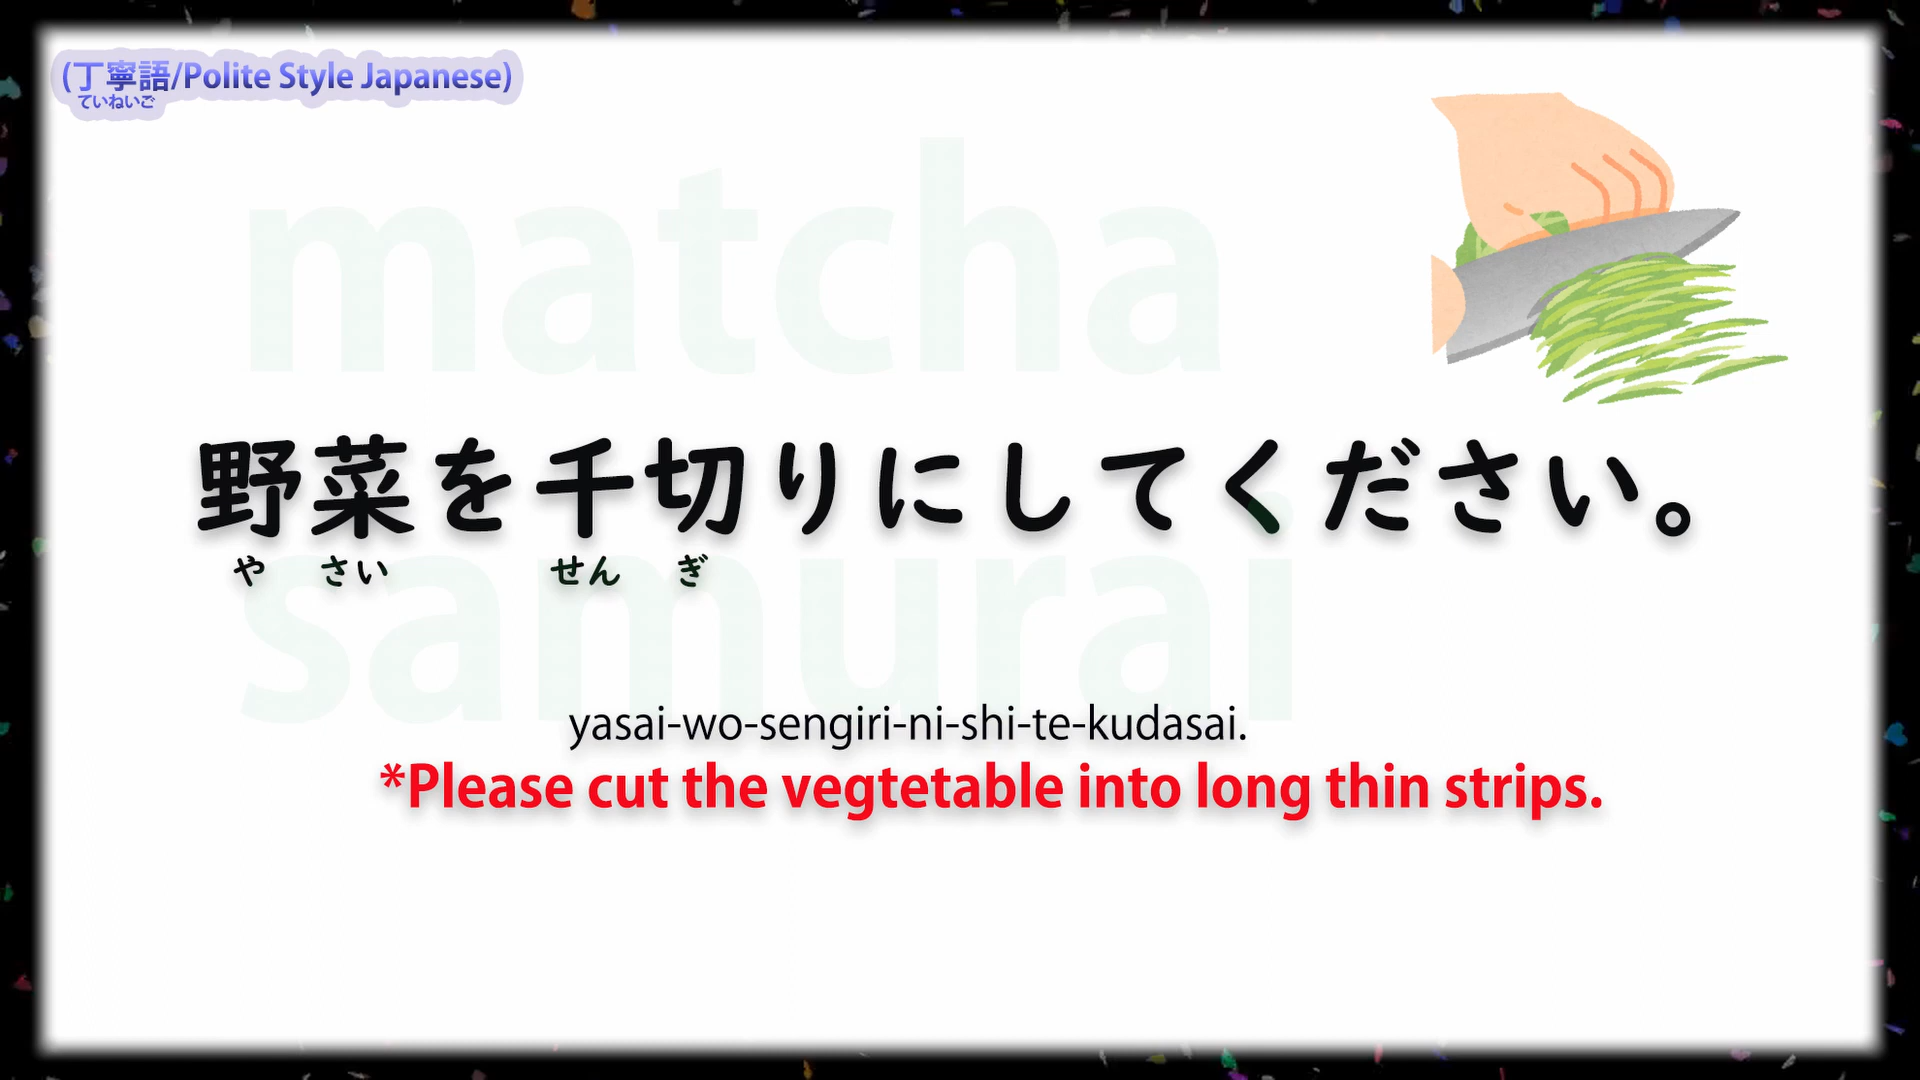 (丁寧語/Polite Style Japanese)
ていねいご
matcha
野菜を千切りにしてください。
や さい せん ぎ
samurai
yasai-wo-sengiri-ni-shi-te-kudasai.
*Please cut the vegtetable into long thin strips.